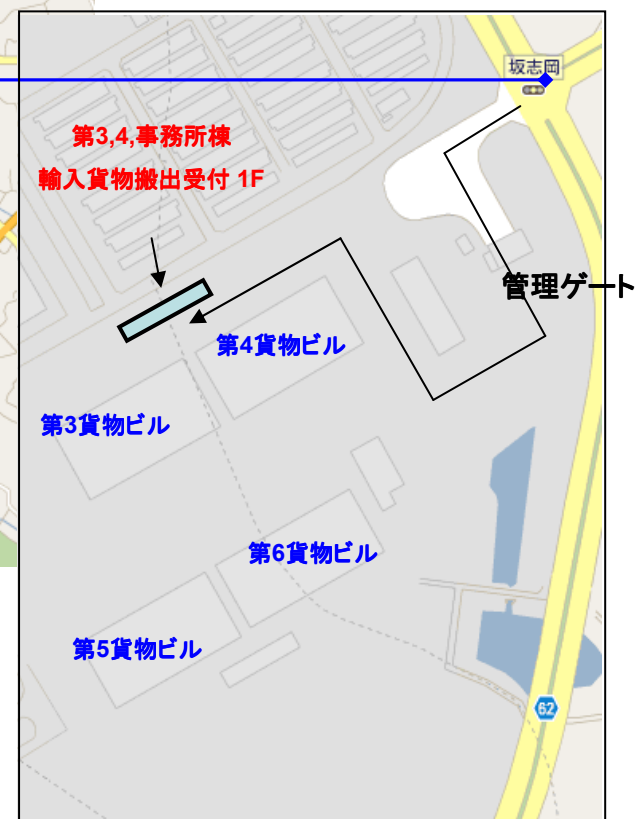 坂志岡
第3,4,事務所棟
輸入貨物搬出受付 1F
管理ゲート
第4貨物ビル
第3貨物ビル
第6貨物ビル
第5貨物ビル
62